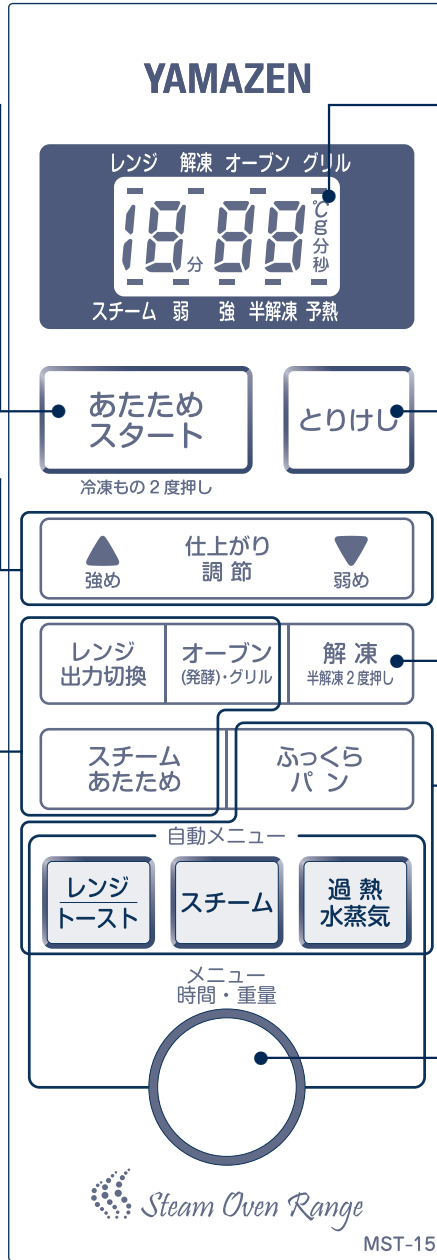 YAMAZEN
レンジ 解凍 オーブン グリル
18分88 ℃ g 分 秒
スチーム 弱 強 半解凍 予熱
あたため
スタート
とりけし
冷凍もの2度押し
強め
仕上がり
調節
弱め
レンジ
出力切換
オーブン
(発酵)・グリル
解凍
半解凍2度押し
スチーム
あたため
ふっくら
パン
自動メニュー
レンジ
トースト
スチーム
過熱
水蒸気
メニュー
時間・重量
Steam Oven Range
MST-15